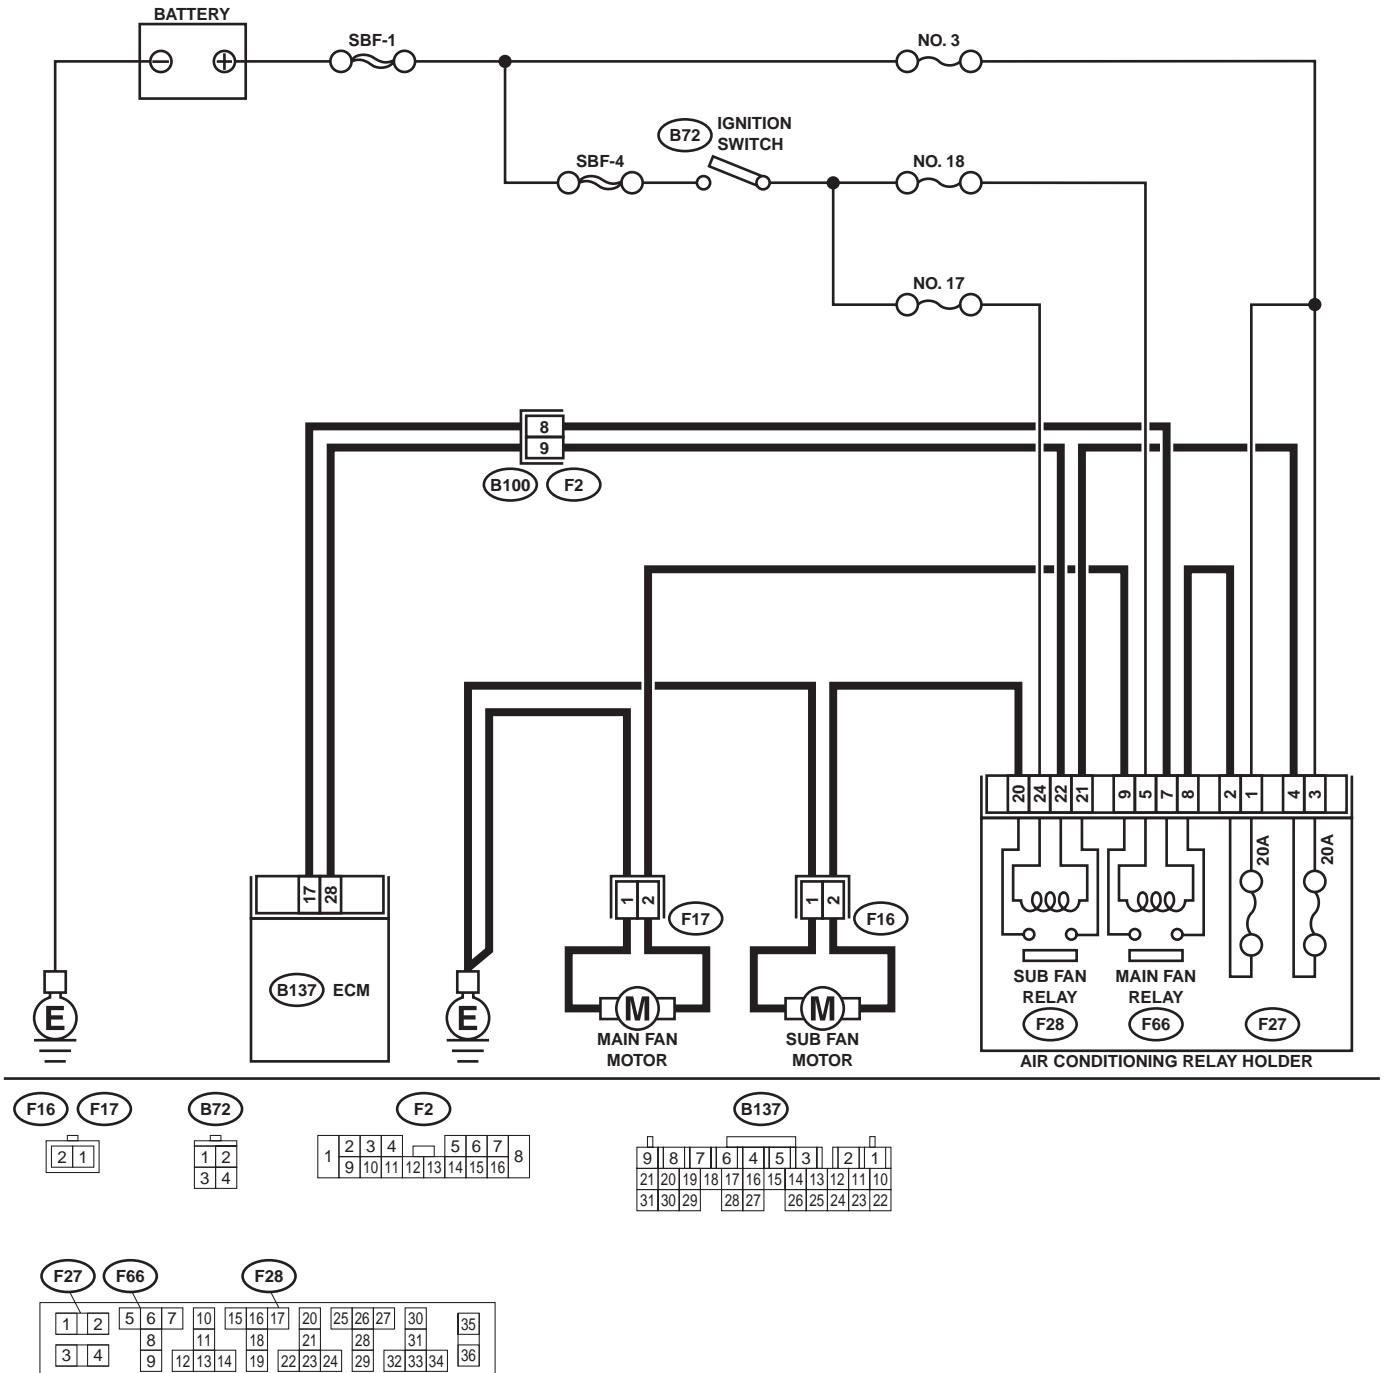 BATTERY
SBF-1
NO. 3
B72
IGNITION
SWITCH
SBF-4
NO. 18
NO. 17
8
9
B100 F2
20 24 22 21 9 5 7 8 2 1 4 3
20A 20A
17 28
1 2
F17
1 2
F16
SUB FAN
RELAY
F28
MAIN FAN
RELAY
F66
F27
B137 ECM
E
E
M
MAIN FAN
MOTOR
M
SUB FAN
MOTOR
AIR CONDITIONING RELAY HOLDER
F16 F17 B72 F2 B137
2 1
1 2
3 4
1 2 3 4 5 6 7 8
9 10 11 12 13 14 15 16
9 8 7 6 4 5 3 2 1
21 20 19 18 17 16 15 14 13 12 11 10
31 30 29 28 27 26 25 24 23 22
F27 F66 F28
1 2 5 6 7 10 15 16 17 20 25 26 27 30 35
8 11 18 21 28 31
3 4 9 12 13 14 19 22 23 24 29 32 33 34 36